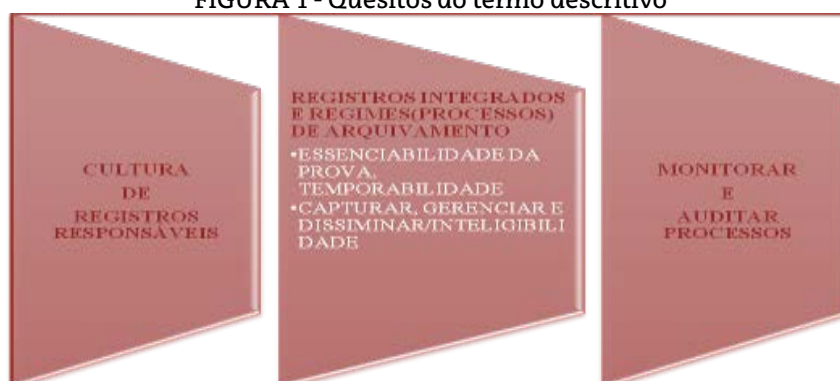 FIGURA 1 - Quesitos do termo descritivo
CULTURA
DE
REGISTROS
RESPONSÁVEIS
REGISTROS INTEGRADOS
E REGIMES(PROCESSOS)
DE ARQUIVAMENTO
•ESSENCIABILIDADE DA
PROVA,
TEMPORABILIDADE
•CAPTURAR, GERENCIAR E
DISSIMINAR/INTELIGIBILI
DADE
MONITORAR
E
AUDITAR
PROCESSOS